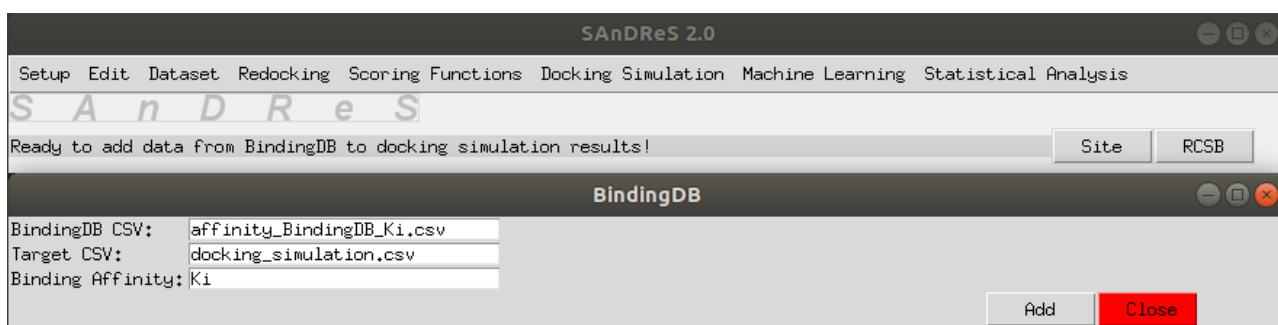 SAnDReS 2.0
Setup Edit Dataset Redocking Scoring Functions Docking Simulation Machine Learning Statistical Analysis
S A n D R e S
Ready to add data from BindingDB to docking simulation results! Site RCSB
BindingDB
BindingDB CSV: affinity_BindingDB_Ki.csv
Target CSV: docking_simulation.csv
Binding Affinity: Ki
Add Close